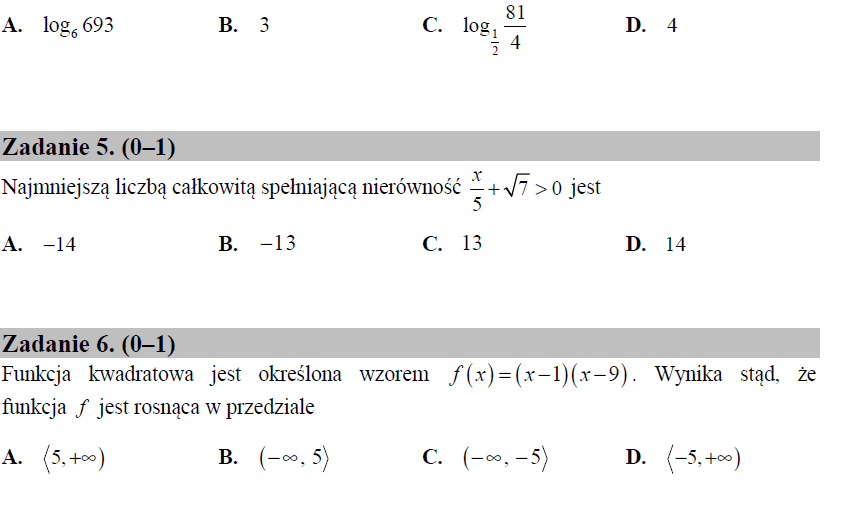 A. log₆ 693 B. 3 C. log_{1/2} 81/4 D. 4
Zadanie 5. (0–1)
Najmniejszą liczbą całkowitą spełniającą nierówność x/5 + √7 > 0 jest
A. −14 B. −13 C. 13 D. 14
Zadanie 6. (0–1)
Funkcja kwadratowa jest określona wzorem f(x)=(x−1)(x−9). Wynika stąd, że
funkcja f jest rosnąca w przedziale
A. ⟨5,+∞) B. (−∞, 5⟩ C. (−∞, −5⟩ D. ⟨−5,+∞)